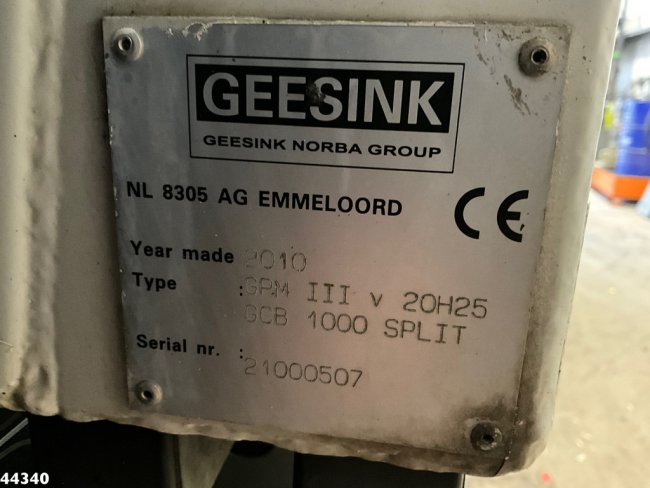 GEESINK
GEESINK NORBA GROUP
NL 8305 AG EMMELOORD
CE
Year made 2010
Type : GPM III v 20H25
GCB 1000 SPLIT
Serial nr. :
21000507
44340